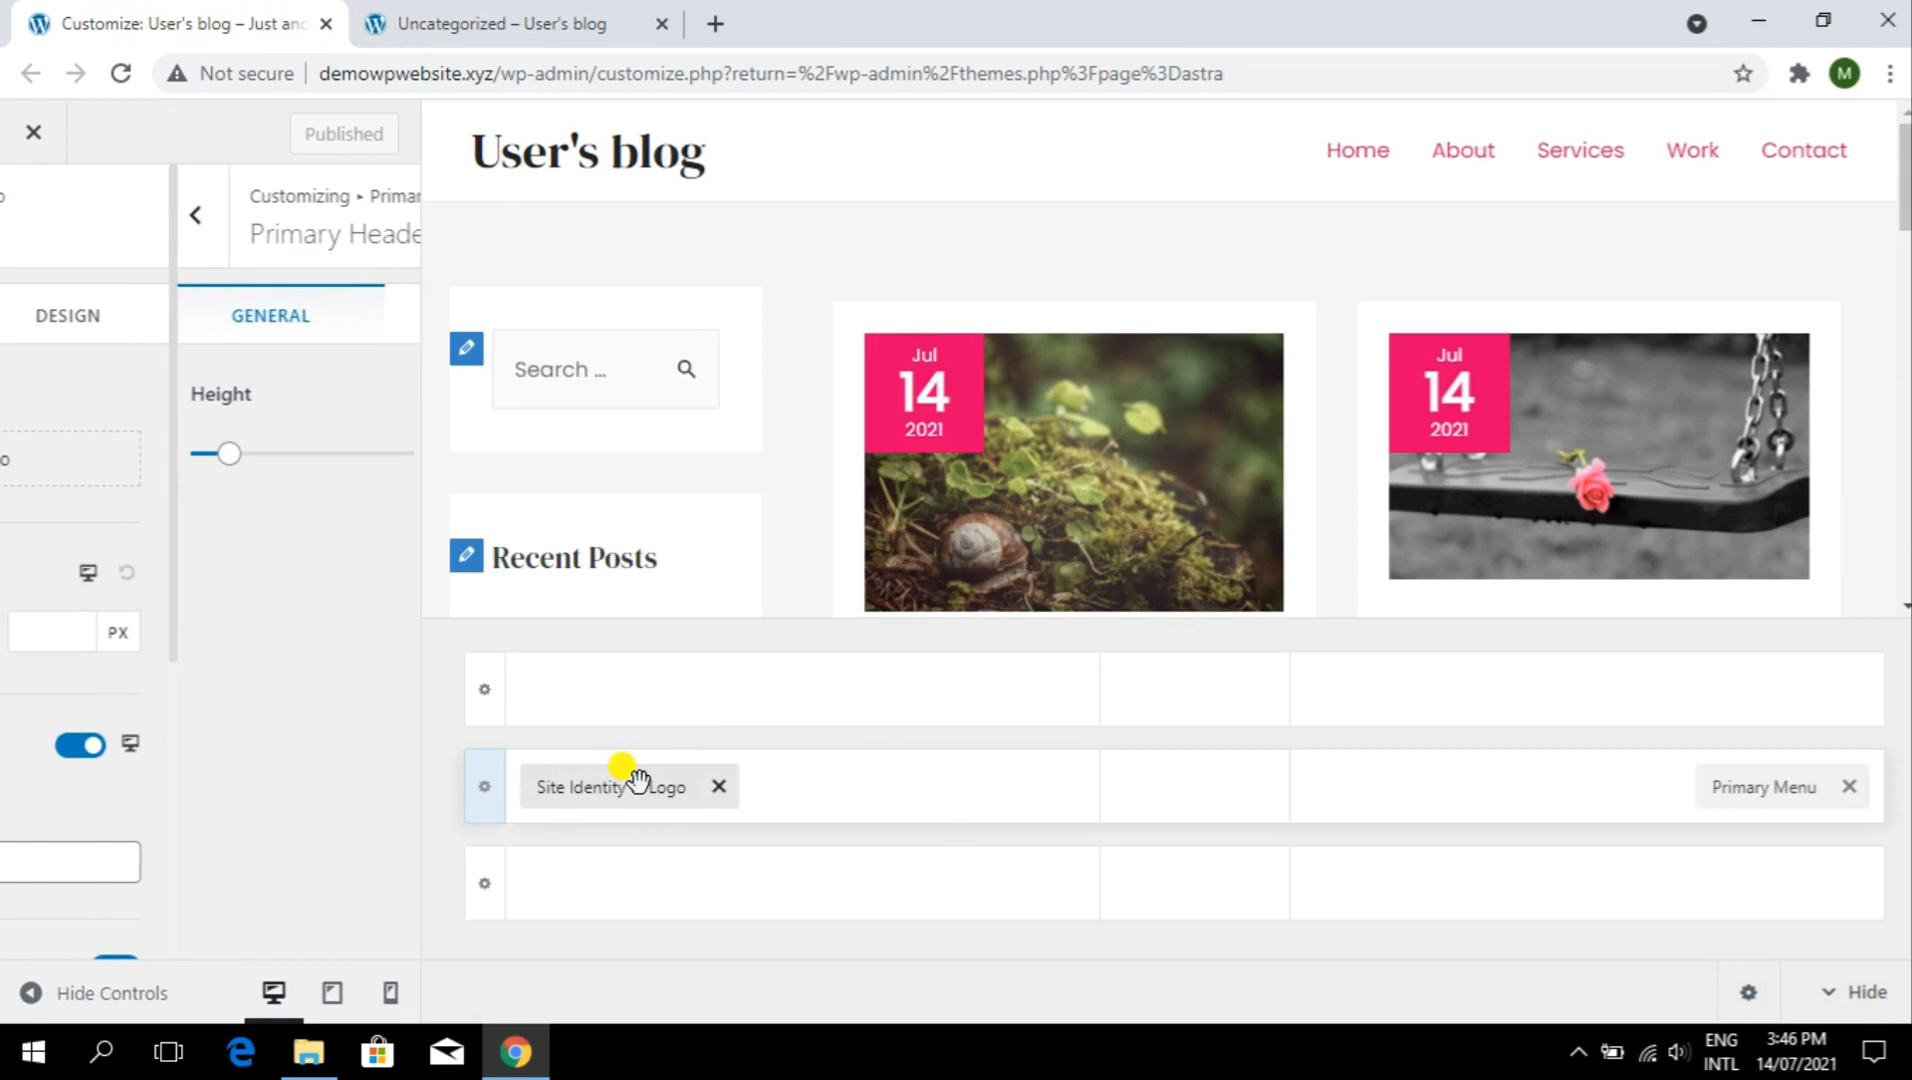 Customize: User's blog – Just ano
Uncategorized – User's blog
Not secure
demowpwebsite.xyz/wp-admin/customize.php?return=%2Fwp-admin%2Fthemes.php%3Fpage%3Dastra
M
Published
User's blog
Home
About
Services
Work
Contact
Customizing ▸ Primar
Primary Heade
DESIGN
GENERAL
Height
o
PX
Search ...
Jul
14
2021
Jul
14
2021
Recent Posts
Site Identity Logo
Primary Menu
Hide Controls
Hide
ENG
INTL
3:46 PM
14/07/2021